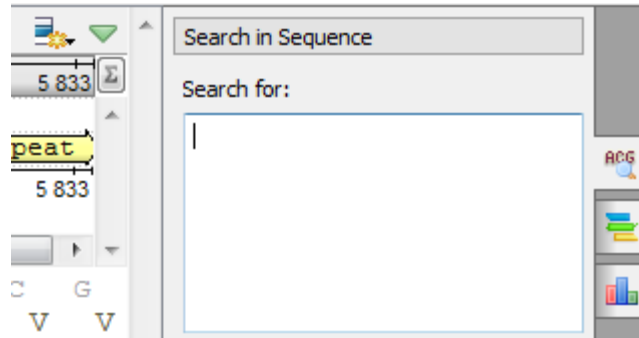 Search in Sequence
5 833 Σ
Search for:
peat
ACG
5 833
C G
V V